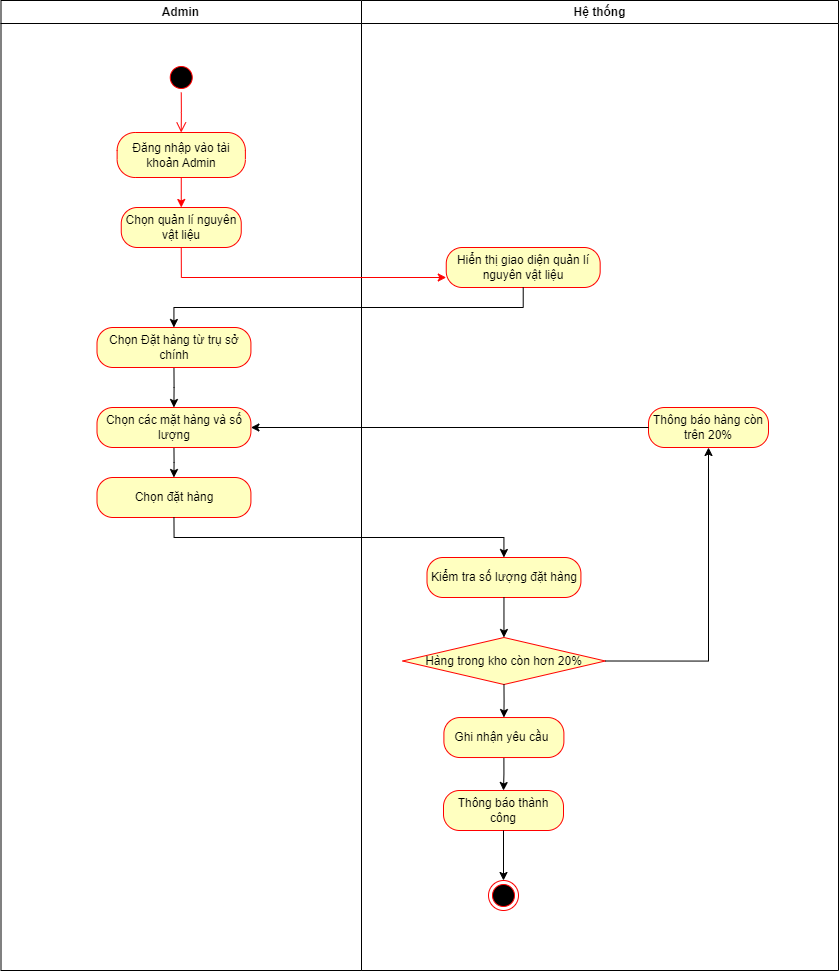 Admin
Hệ thống
Đăng nhập vào tài
khoản Admin
Chọn quản lí nguyên
vật liệu
Hiển thị giao diện quản lí
nguyên vật liệu
Chọn Đặt hàng từ trụ sở
chính
Chọn các mặt hàng và số
lượng
Thông báo hàng còn
trên 20%
Chọn đặt hàng
Kiểm tra số lượng đặt hàng
Hàng trong kho còn hơn 20%
Ghi nhận yêu cầu
Thông báo thành
công